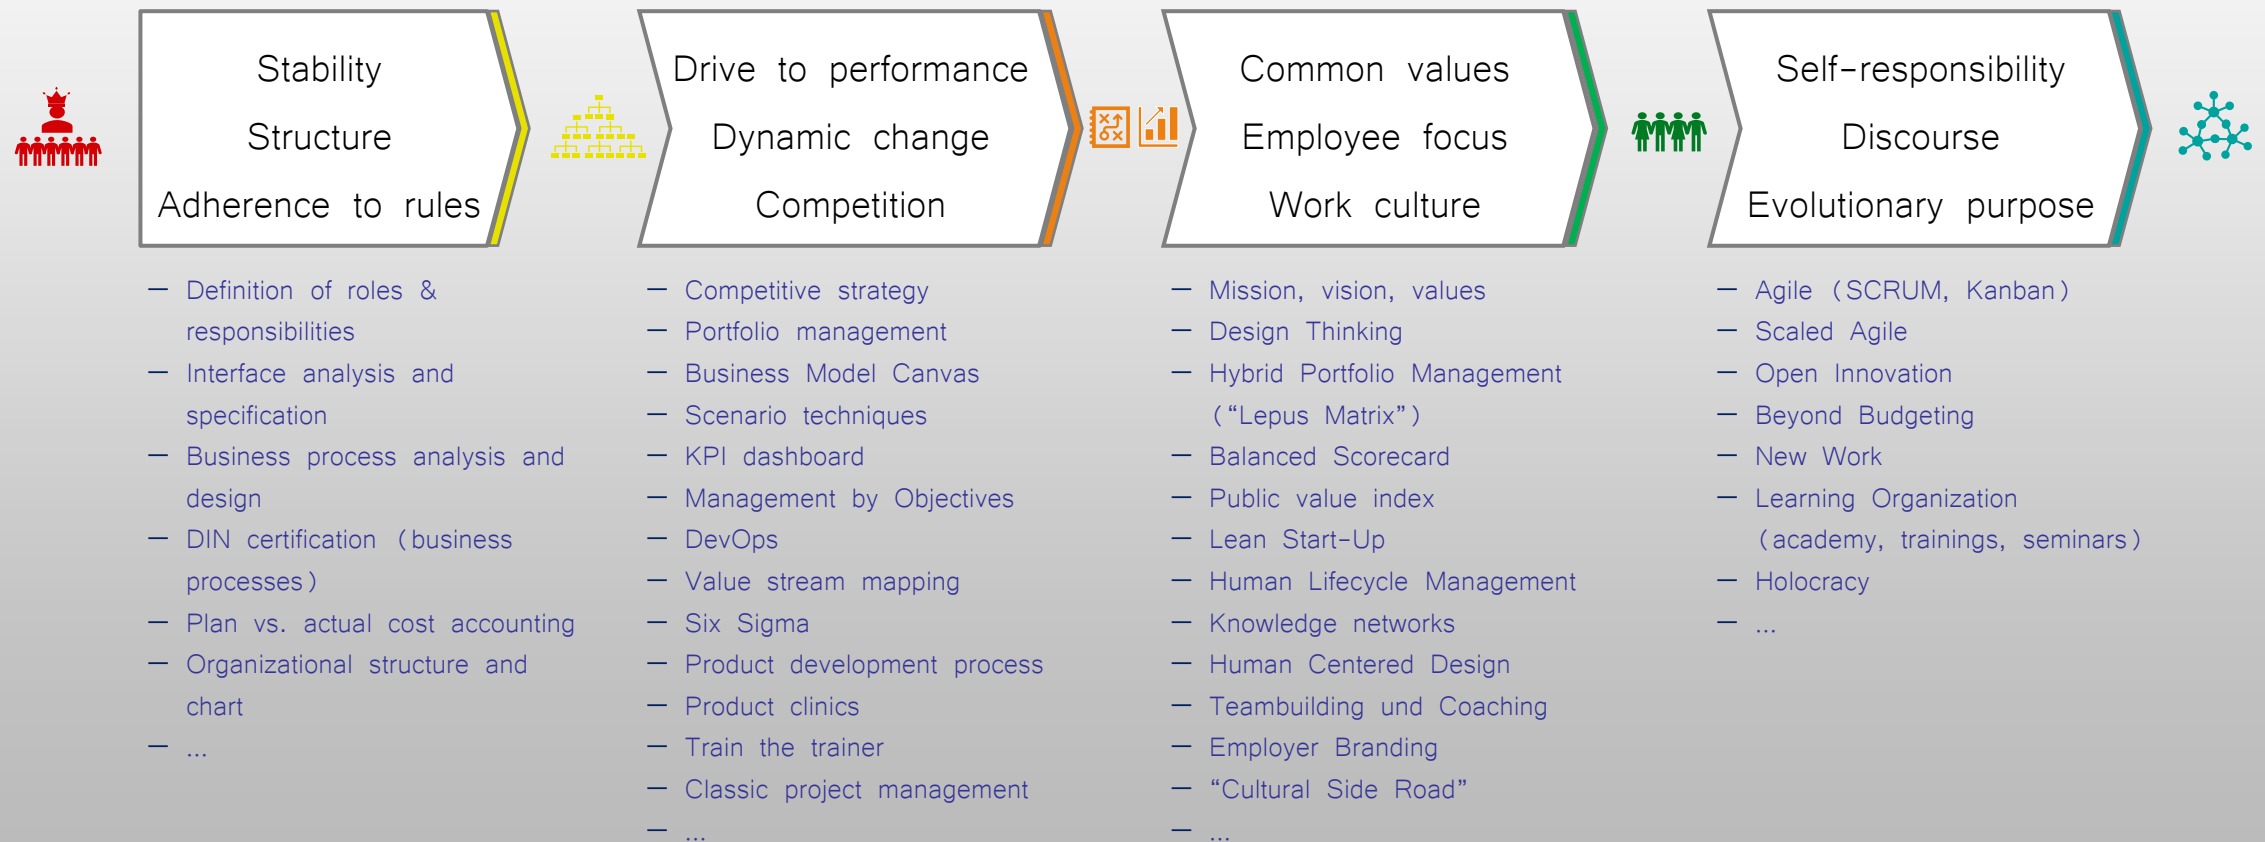 Stability
Structure
Adherence to rules
— Definition of roles &
responsibilities
— Interface analysis and
specification
— Business process analysis and
design
— DIN certification (business
processes)
— Plan vs. actual cost accounting
— Organizational structure and
chart
— ...
Drive to performance
Dynamic change
Competition
— Competitive strategy
— Portfolio management
— Business Model Canvas
— Scenario techniques
— KPI dashboard
— Management by Objectives
— DevOps
— Value stream mapping
— Six Sigma
— Product development process
— Product clinics
— Train the trainer
— Classic project management
— ...
Common values
Employee focus
Work culture
— Mission, vision, values
— Design Thinking
— Hybrid Portfolio Management
(“Lepus Matrix”)
— Balanced Scorecard
— Public value index
— Lean Start-Up
— Human Lifecycle Management
— Knowledge networks
— Human Centered Design
— Teambuilding und Coaching
— Employer Branding
— “Cultural Side Road”
— ...
Self-responsibility
Discourse
Evolutionary purpose
— Agile (SCRUM, Kanban)
— Scaled Agile
— Open Innovation
— Beyond Budgeting
— New Work
— Learning Organization
(academy, trainings, seminars)
— Holocracy
— ...